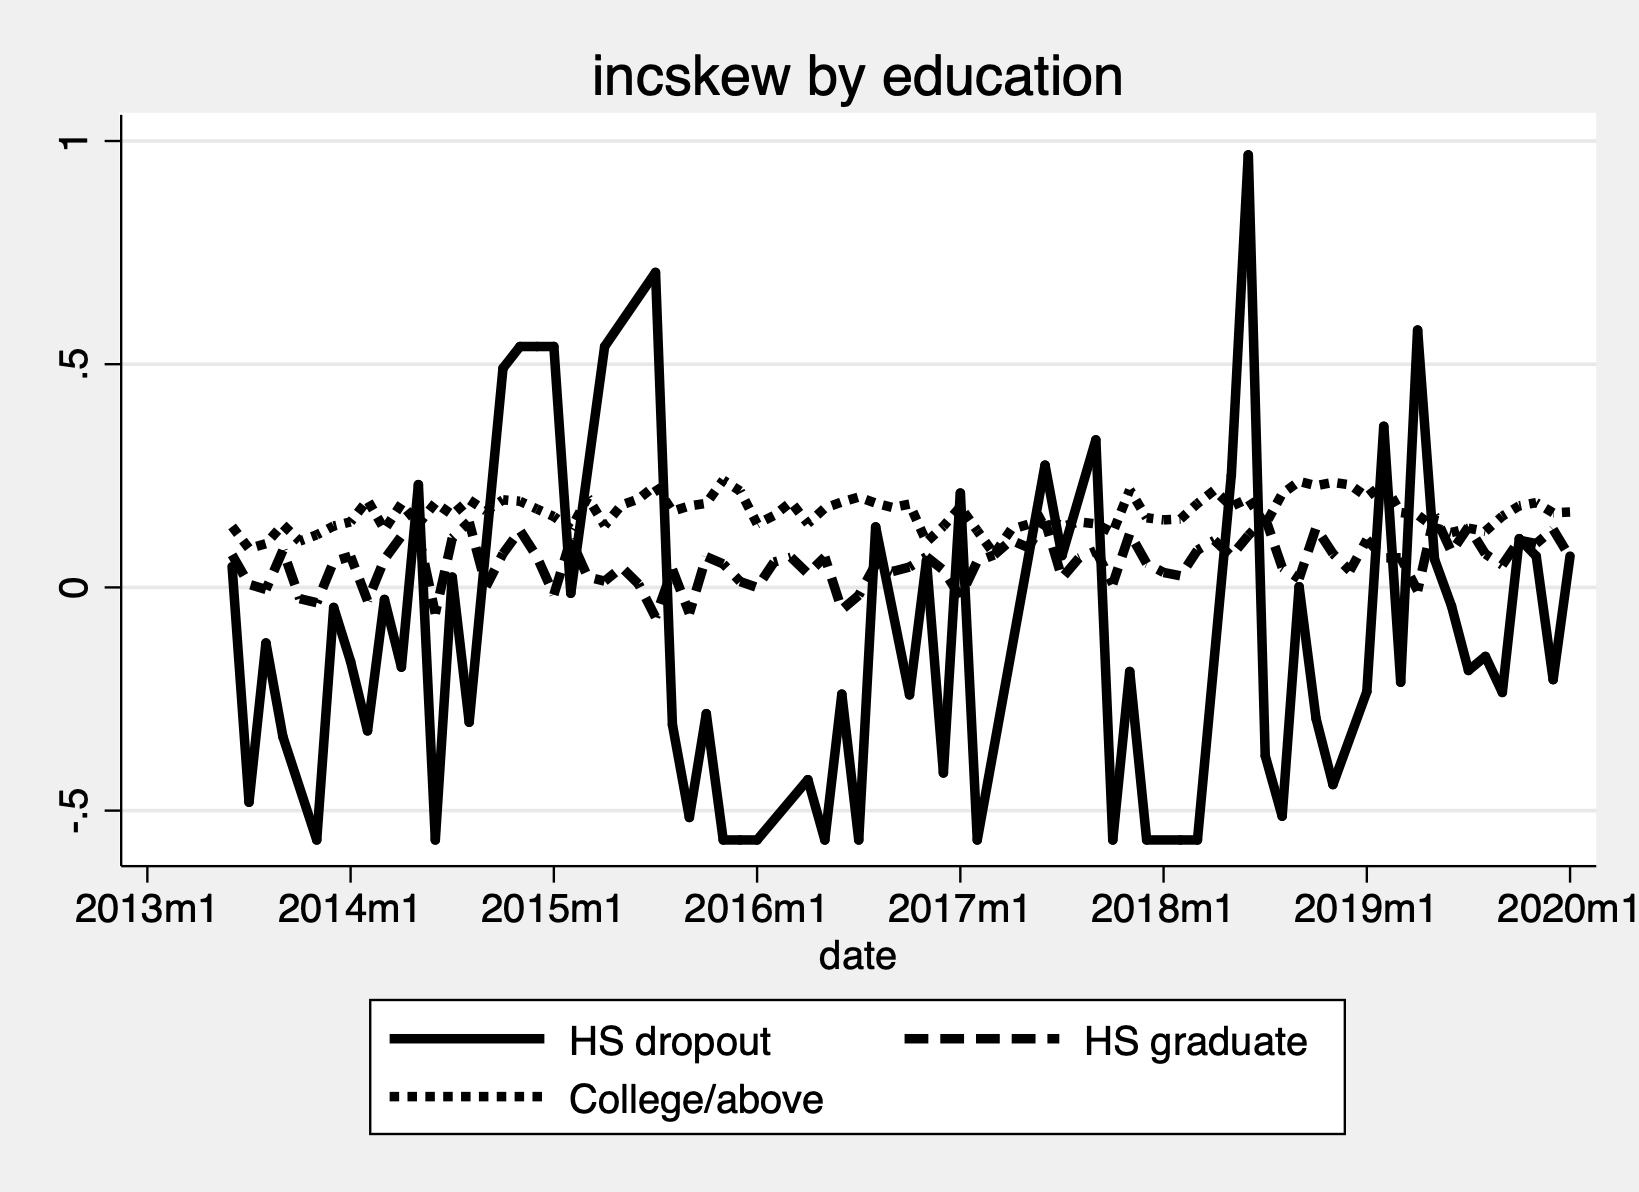 incskew by education
1
.5
0
-.5
2013m1 2014m1 2015m1 2016m1 2017m1 2018m1 2019m1 2020m1
date
HS dropout HS graduate
College/above